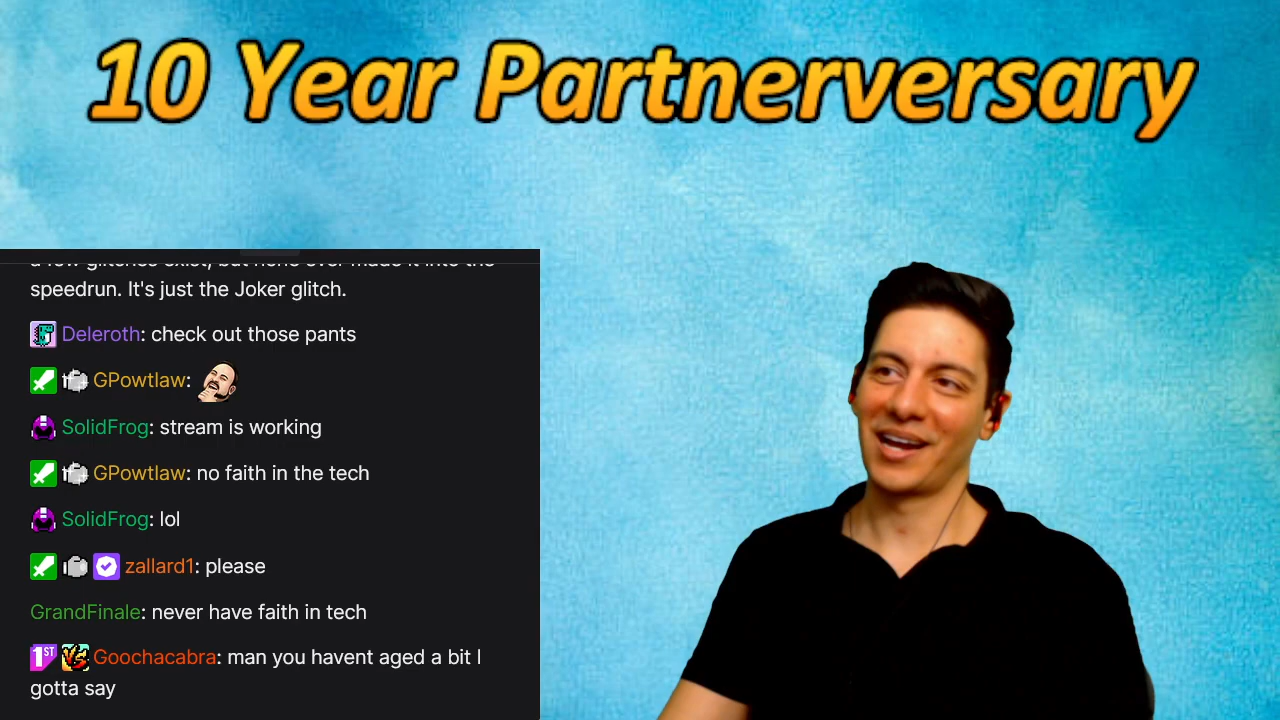 10 Year Partnerversary
speedrun. It's just the Joker glitch.
Deleroth: check out those pants
GPowtlaw:
SolidFrog: stream is working
GPowtlaw: no faith in the tech
SolidFrog: lol
zallard1: please
GrandFinale: never have faith in tech
1ST VS Goochacabra: man you havent aged a bit I
gotta say